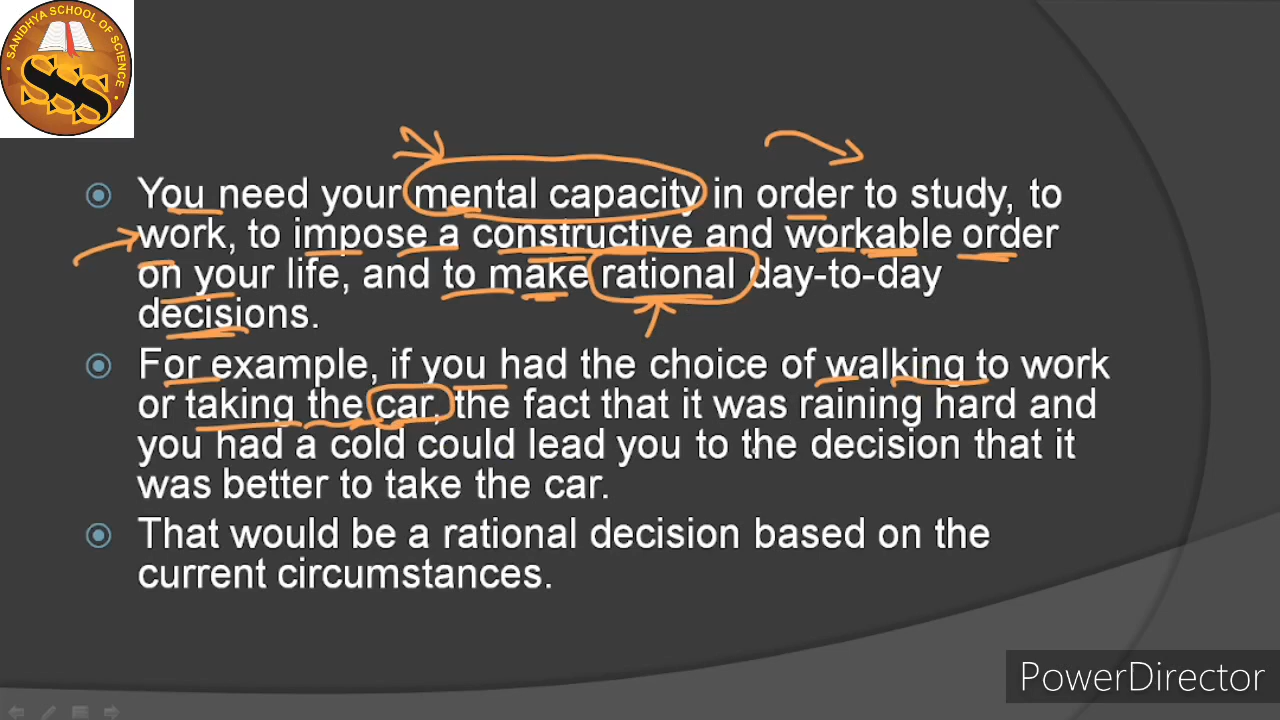 SANIDHYA SCHOOL OF SCIENCE
SSS
You need your mental capacity in order to study, to
work, to impose a constructive and workable order
on your life, and to make rational day-to-day
decisions.
For example, if you had the choice of walking to work
or taking the car, the fact that it was raining hard and
you had a cold could lead you to the decision that it
was better to take the car.
That would be a rational decision based on the
current circumstances.
PowerDirector